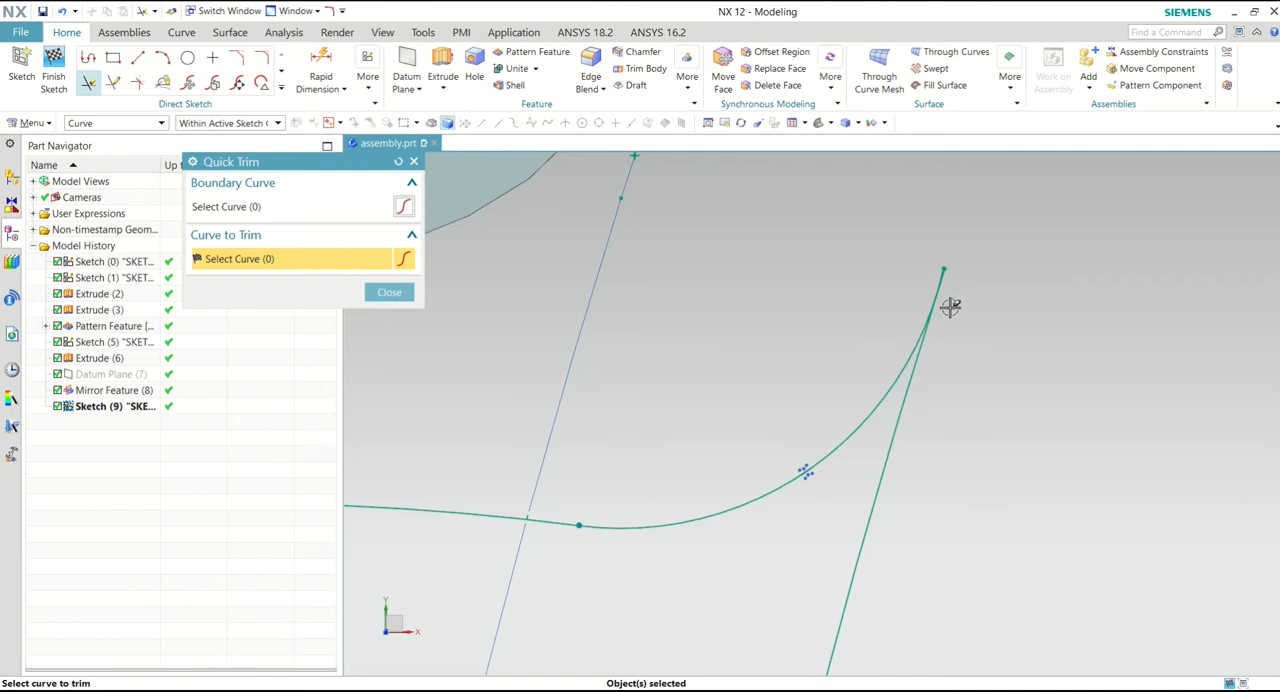 NX
Switch Window
Window
NX 12 - Modeling
SIEMENS
File
Home
Assemblies
Curve
Surface
Analysis
Render
View
Tools
PMI
Application
ANSYS 18.2
ANSYS 16.2
Find a Command
Sketch
Finish Sketch
Direct Sketch
Rapid Dimension
More
Datum Plane
Extrude
Hole
Pattern Feature
Unite
Shell
Edge Blend
Chamfer
Trim Body
Draft
More
Feature
Move Face
Offset Region
Replace Face
Delete Face
More
Synchronous Modeling
Through Curve Mesh
Through Curves
Swept
Fill Surface
More
Surface
Work on Assembly
Add
Assembly Constraints
Move Component
Pattern Component
Assemblies
Menu
Curve
Within Active Sketch
Part Navigator
Name
Up t
Model Views
Cameras
User Expressions
Non-timestamp Geom...
Model History
Sketch (0) "SKET...
Sketch (1) "SKET...
Extrude (2)
Extrude (3)
Pattern Feature [...
Sketch (5) "SKET...
Extrude (6)
Datum Plane (7)
Mirror Feature (8)
Sketch (9) "SKE...
assembly.prt
Quick Trim
Boundary Curve
Select Curve (0)
Curve to Trim
Select Curve (0)
Close
Y
X
Select curve to trim
Object(s) selected